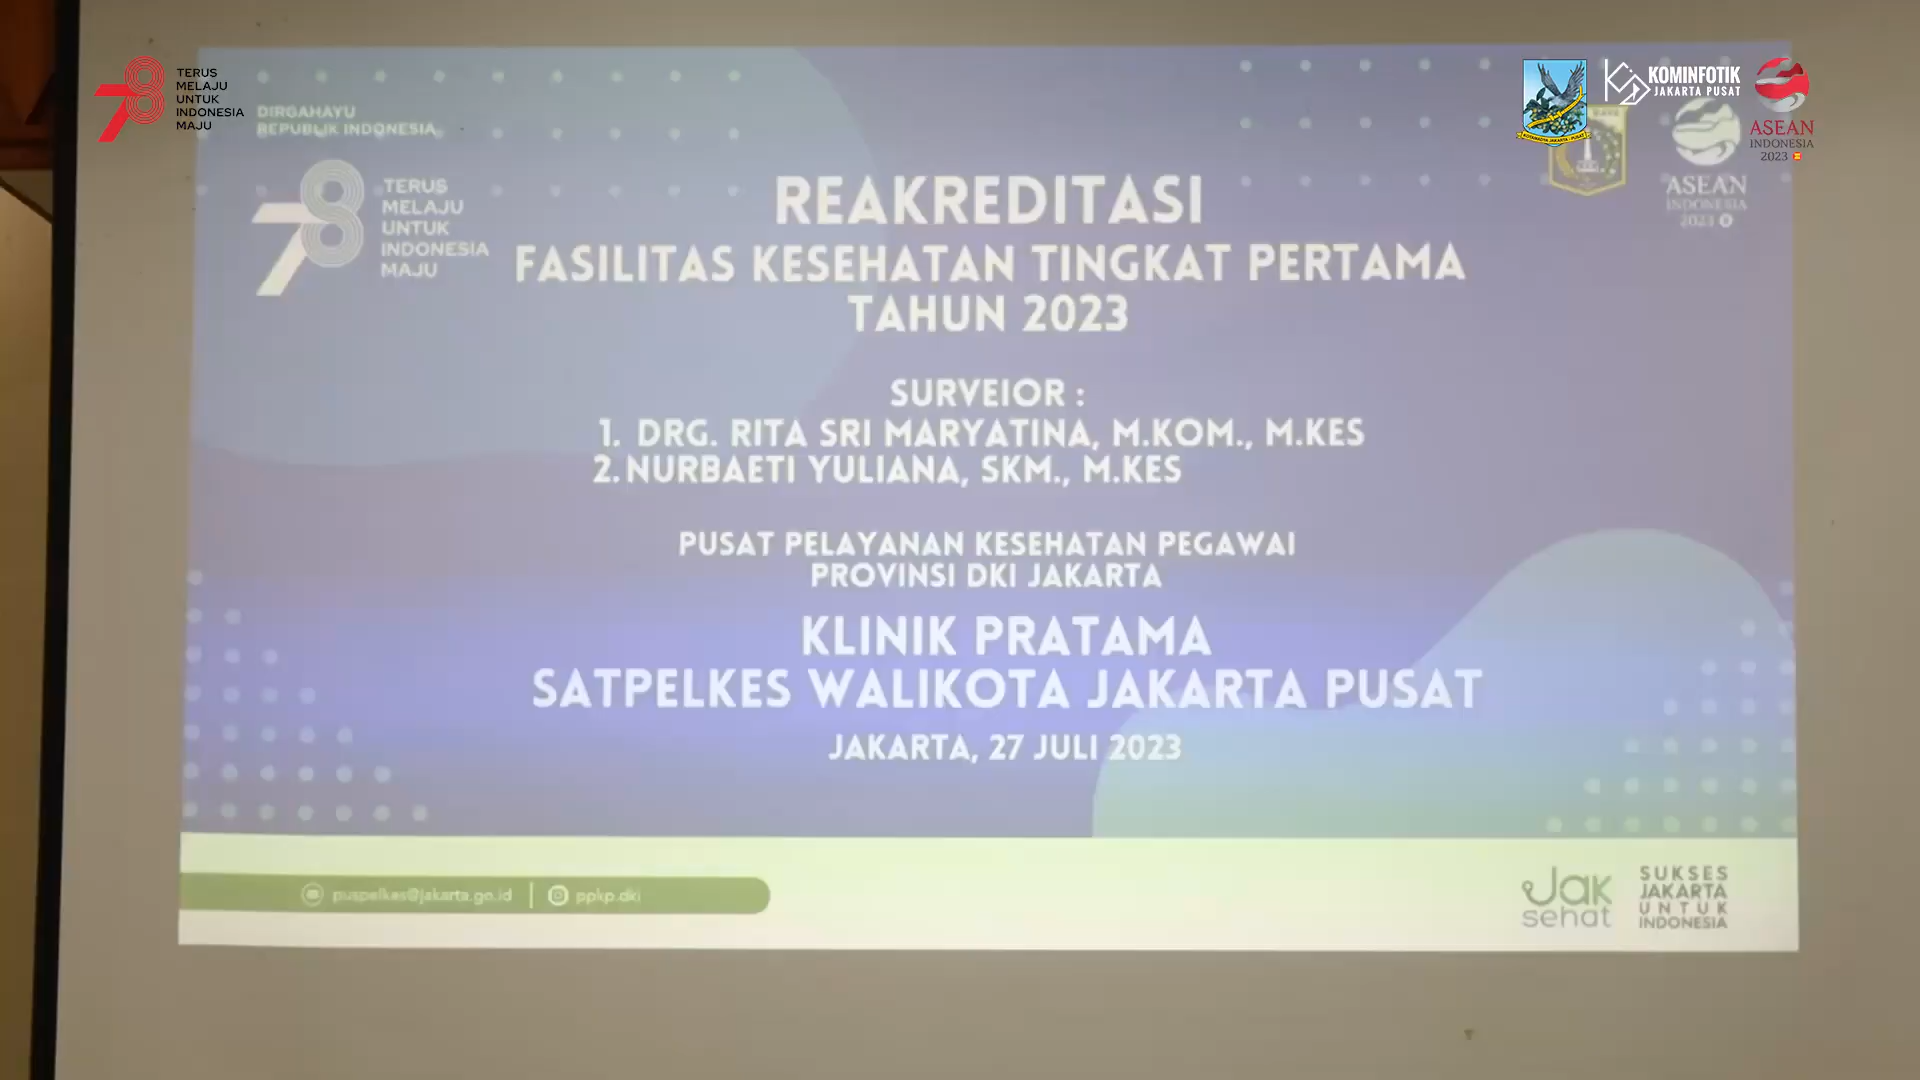 TERUS
MELAJU
UNTUK
INDONESIA
MAJU
KOMINFOTIK
JAKARTA PUSAT
ASEAN
INDONESIA
2023
DIRGAHAYU
REPUBLIK INDONESIA
78
TERUS
MELAJU
UNTUK
INDONESIA
MAJU
ASEAN
INDONESIA
2023
REAKREDITASI
FASILITAS KESEHATAN TINGKAT PERTAMA
TAHUN 2023
SURVEIOR :
1. DRG. RITA SRI MARYATINA, M.KOM., M.KES
2. NURBAETI YULIANA, SKM., M.KES
PUSAT PELAYANAN KESEHATAN PEGAWAI
PROVINSI DKI JAKARTA
KLINIK PRATAMA
SATPELKES WALIKOTA JAKARTA PUSAT
JAKARTA, 27 JULI 2023
puspelkes@jakarta.go.id | ppkp.dki
Jak
sehat
SUKSES
JAKARTA
UNTUK
INDONESIA